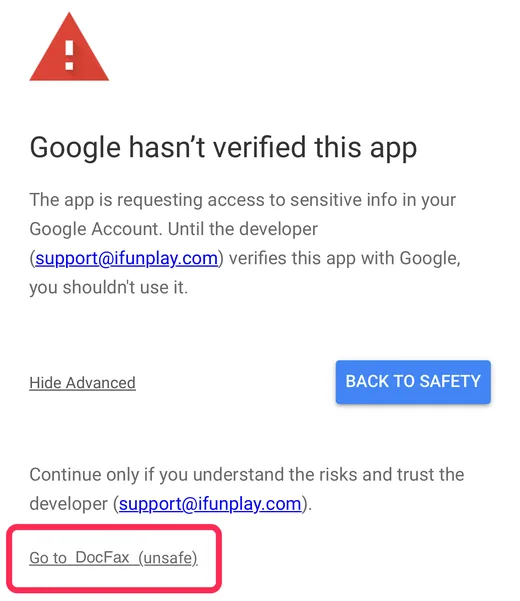 Google hasn’t verified this app
The app is requesting access to sensitive info in your
Google Account. Until the developer
(support@ifunplay.com) verifies this app with Google,
you shouldn't use it.
Hide Advanced
BACK TO SAFETY
Continue only if you understand the risks and trust the
developer (support@ifunplay.com).
Go to DocFax (unsafe)